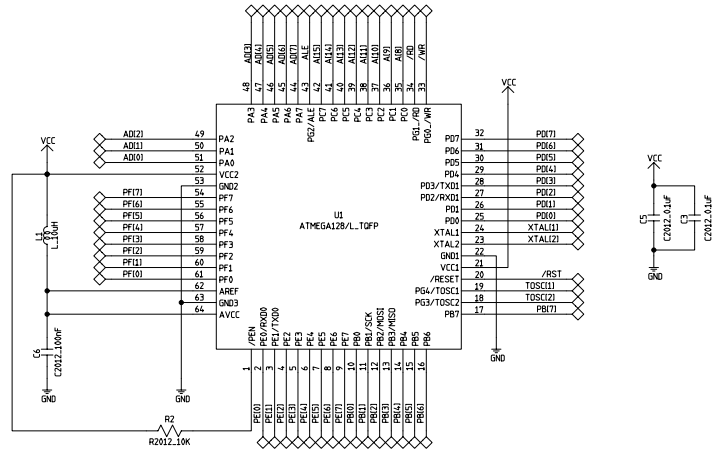 AD[3]
AD[4]
AD[5]
AD[6]
AD[7]
ALE
A[15]
A[14]
A[13]
A[12]
A[11]
A[10]
A[9]
A[8]
/RD
/WR
48
47
46
45
44
43
42
41
40
39
38
37
36
35
34
33
PA3
PA4
PA5
PA6
PA7
PG2/ALE
PC7
PC6
PC5
PC4
PC3
PC2
PC1
PC0
PG1_/RD
PG0_/WR
VCC
AD[2] 49 PA2
AD[1] 50 PA1
AD[0] 51 PA0
52 VCC2
53 GND2
PF[7] 54 PF7
PF[6] 55 PF6
PF[5] 56 PF5
PF[4] 57 PF4
PF[3] 58 PF3
PF[2] 59 PF2
PF[1] 60 PF1
PF[0] 61 PF0
62 AREF
63 GND3
64 AVCC
U1
ATMEGA128/L_TQFP
VCC
PD7 32 PD[7]
PD6 31 PD[6]
PD5 30 PD[5]
PD4 29 PD[4]
PD3/TXD1 28 PD[3]
PD2/RXD1 27 PD[2]
PD1 26 PD[1]
PD0 25 PD[0]
XTAL1 24 XTAL[1]
XTAL2 23 XTAL[2]
GND1 22
VCC1 21
/RESET 20 /RST
PG4/TOSC1 19 TOSC[1]
PG3/TOSC2 18 TOSC[2]
PB7 17 PB[7]
GND
L1
L_10uH
C6
C2012_100nF
GND
GND
VCC
C5
C2012_0.1uF
C3
C2012_0.1uF
GND
/PEN
PE0/RXD0
PE1/TXD0
PE2
PE3
PE4
PE5
PE6
PE7
PB0
PB1/SCK
PB2/MOSI
PB3/MISO
PB4
PB5
PB6
1
2
3
4
5
6
7
8
9
10
11
12
13
14
15
16
PE[0]
PE[1]
PE[2]
PE[3]
PE[4]
PE[5]
PE[6]
PE[7]
PB[0]
PB[1]
PB[2]
PB[3]
PB[4]
PB[5]
PB[6]
R2
R2012_10K